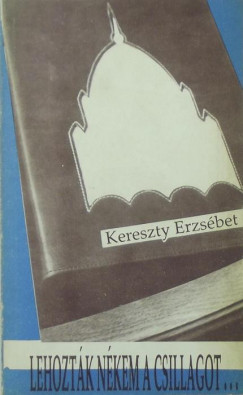 Kereszty Erzsébet
LEHOZTÁK NÉKEM A CSILLAGOT...